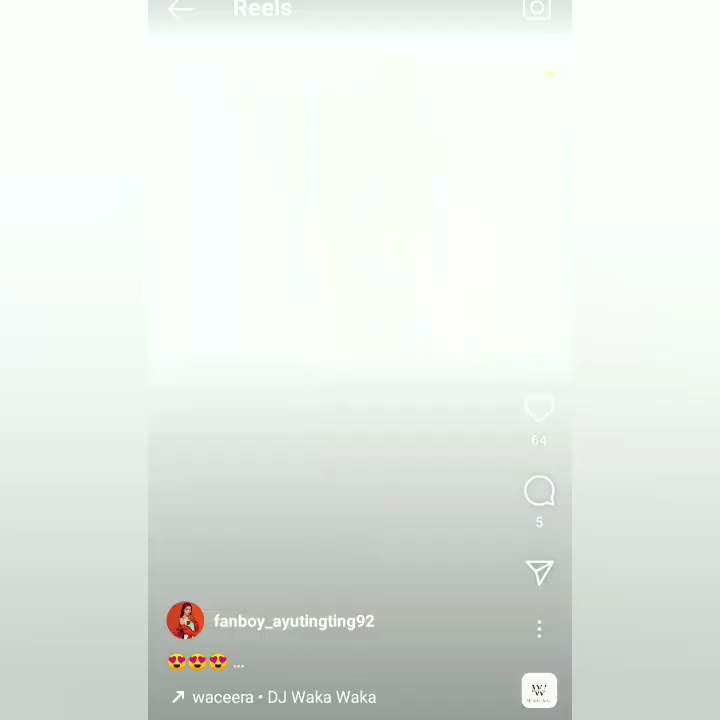 Reels
64
5
fanboy_ayutingting92
😍😍😍 ...
waceera • DJ Waka Waka
W